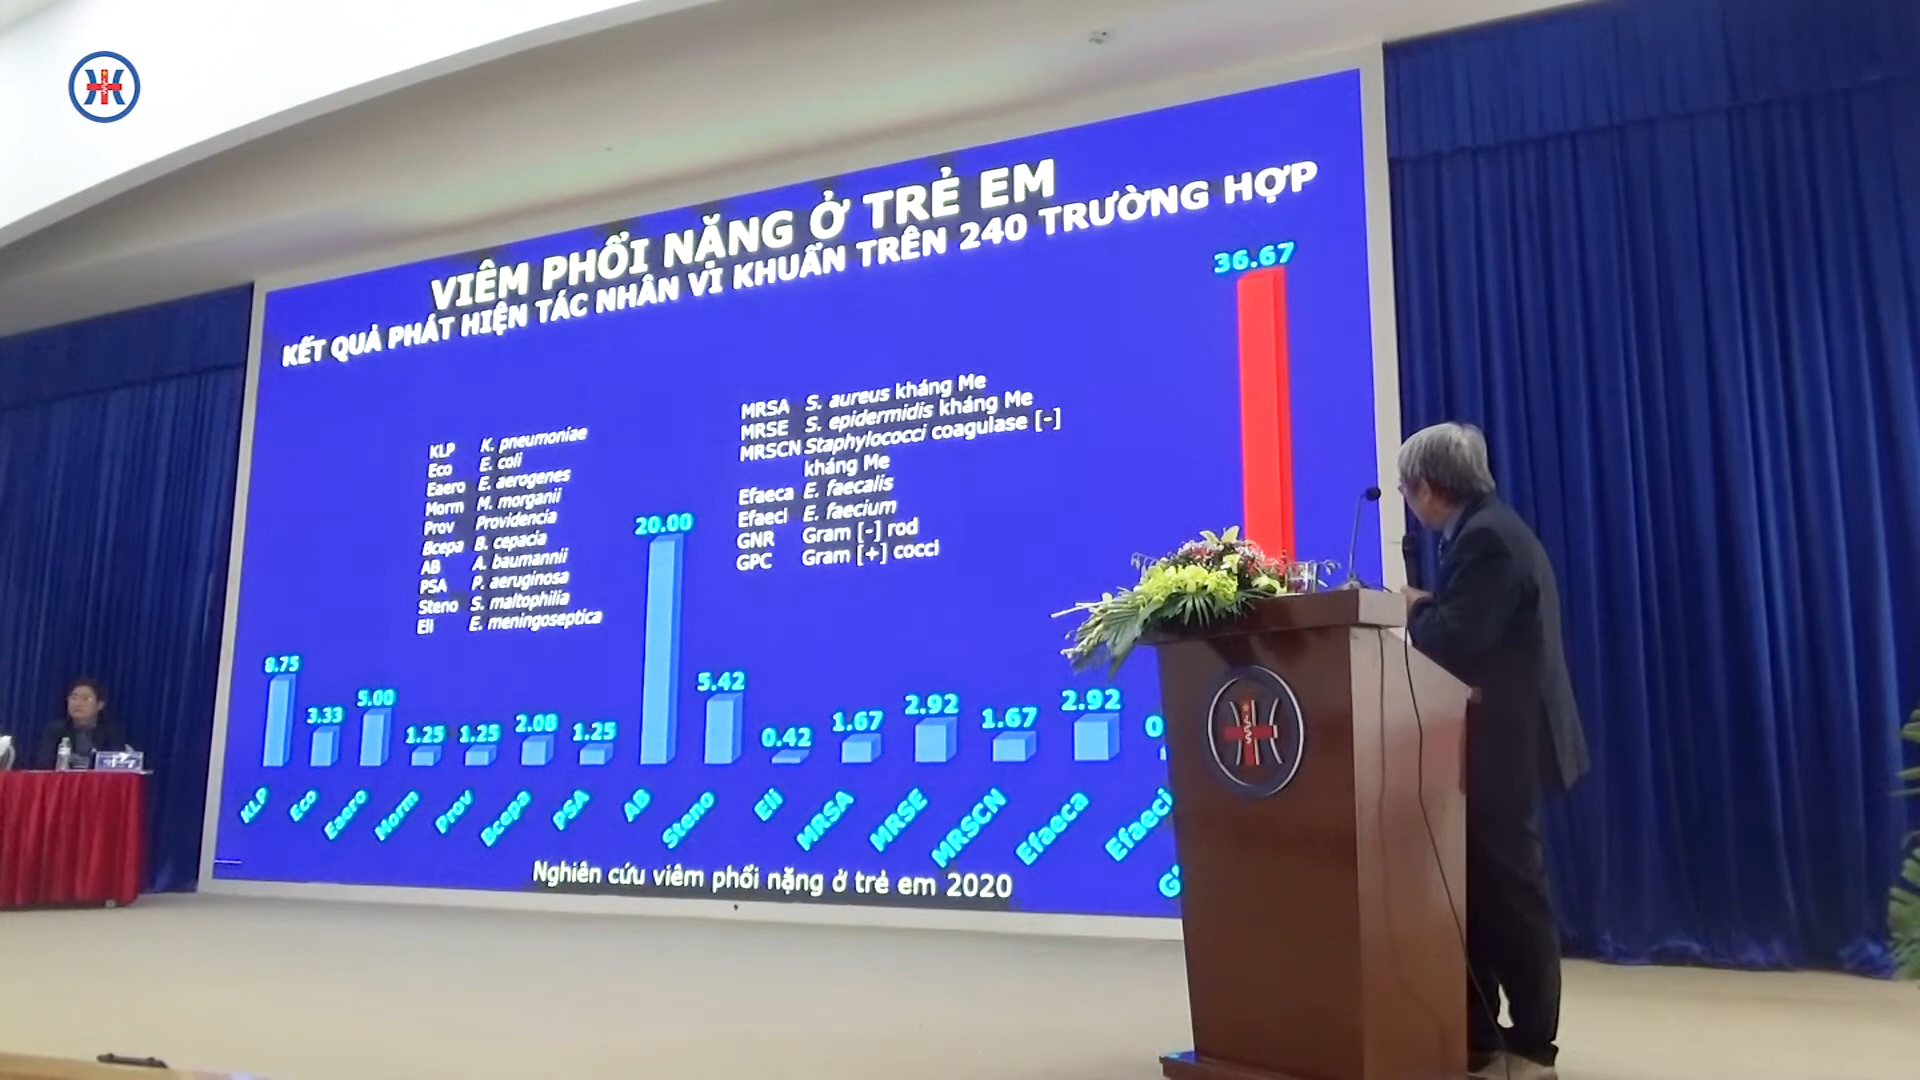 VIÊM PHỔI NẶNG Ở TRẺ EM
KẾT QUẢ PHÁT HIỆN TÁC NHÂN VI KHUẨN TRÊN 240 TRƯỜNG HỢP
36.67
KLP K. pneumoniae
Eco E. coli
Eaero E. aerogenes
Morm M. morganii
Prov Providencia
Bcepa B. cepacia
AB A. baumannii
PSA P. aeruginosa
Steno S. maltophilia
Eli E. meningoseptica
MRSA S. aureus kháng Me
MRSE S. epidermidis kháng Me
MRSCN Staphylococci coagulase [-]
kháng Me
Efaeca E. faecalis
Efaeci E. faecium
GNR Gram [-] rod
GPC Gram [+] cocci
8.75 3.33 5.00 1.25 1.25 2.08 1.25 20.00 5.42 0.42 1.67 2.92 1.67 2.92
KLP Eco Eaero Morm Prov Bcepa PSA AB Steno Eli MRSA MRSE MRSCN Efaeca Efaeci
Nghiên cứu viêm phổi nặng ở trẻ em 2020